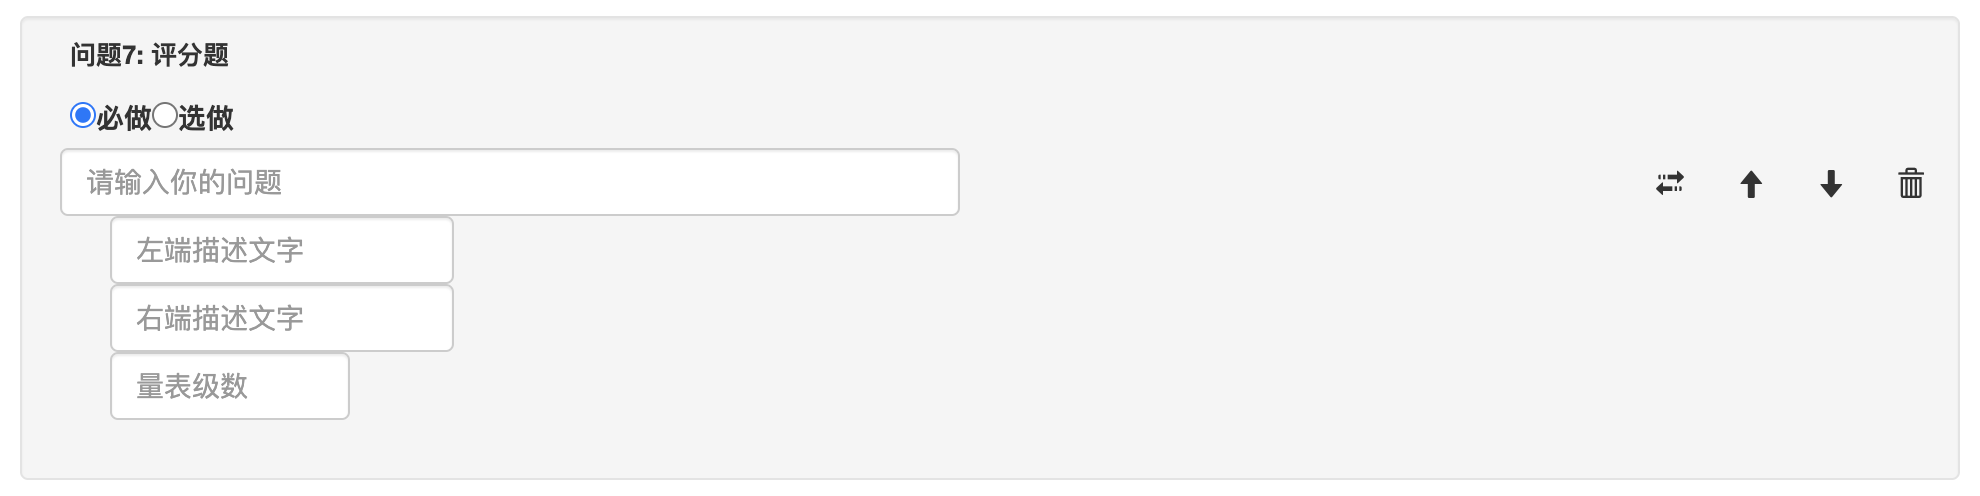 问题7: 评分题
必做选做
请输入你的问题
左端描述文字
右端描述文字
量表级数